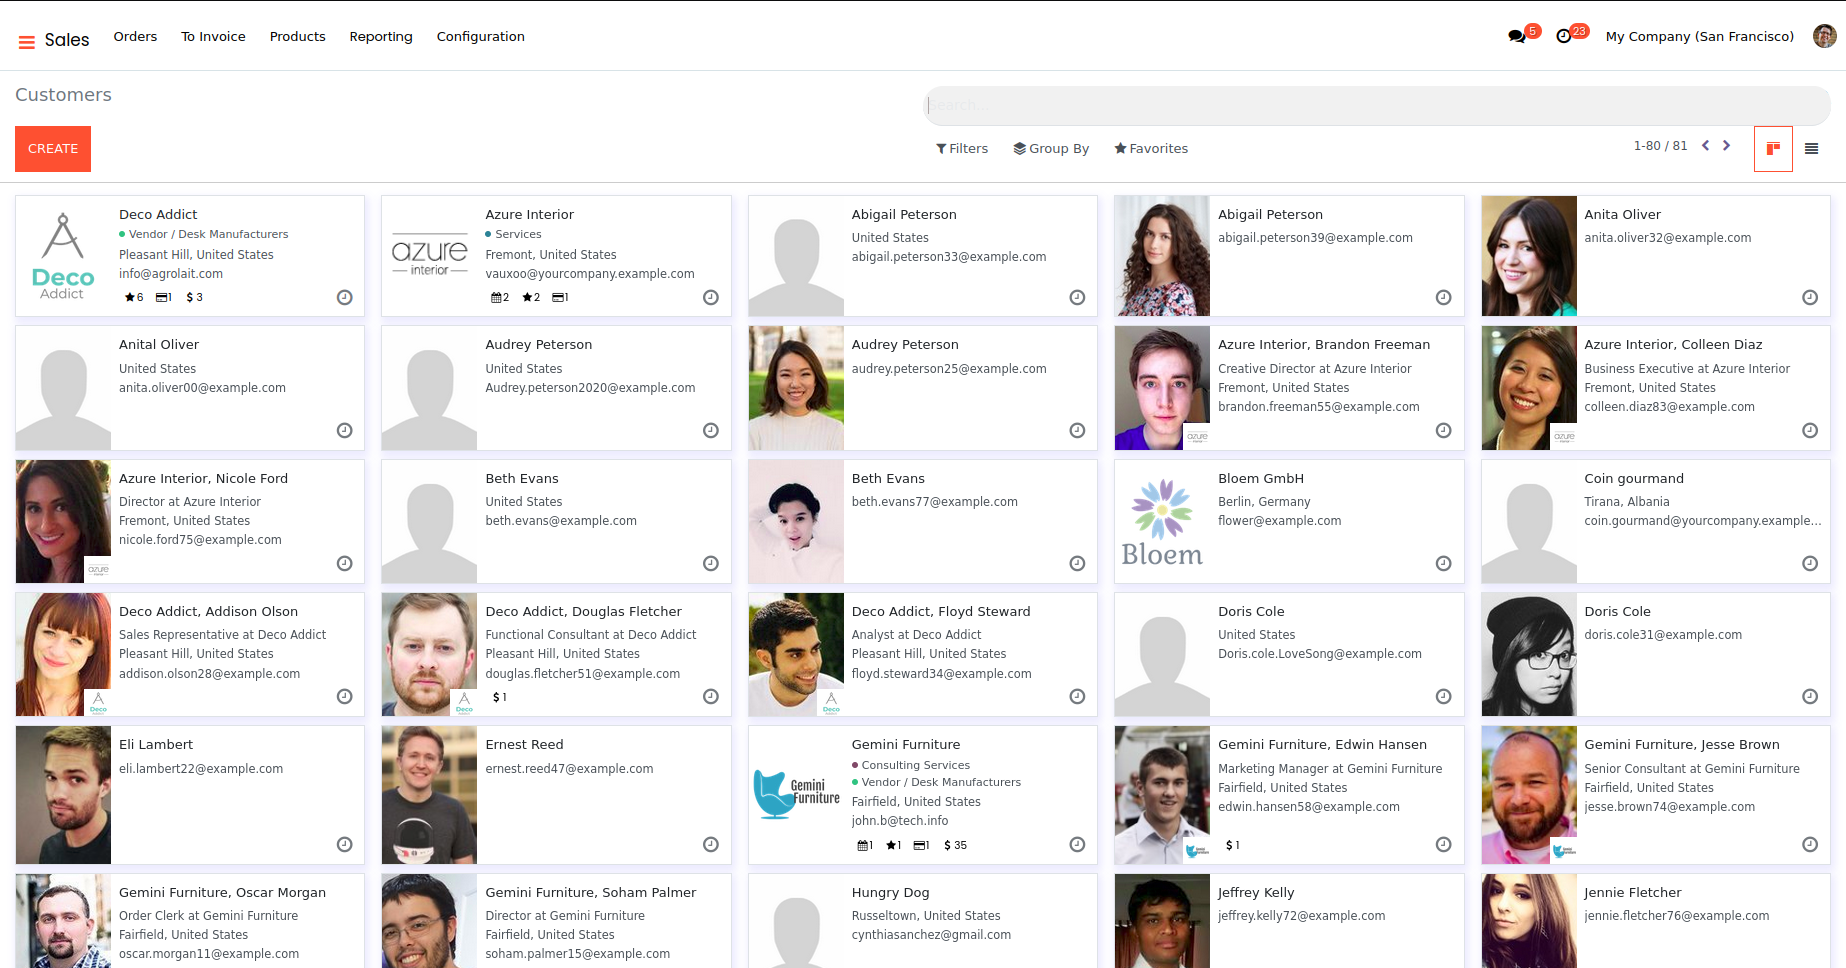 Sales
Orders
To Invoice
Products
Reporting
Configuration
5
23
My Company (San Francisco)
Customers
Search...
CREATE
Filters
Group By
Favorites
1-80 / 81
Deco
Addict
Deco Addict
Vendor / Desk Manufacturers
Pleasant Hill, United States
info@agrolait.com
6 1 $ 3
azure
interior
Azure Interior
Services
Fremont, United States
vauxoo@yourcompany.example.com
2 2 1
Abigail Peterson
United States
abigail.peterson33@example.com
Abigail Peterson
abigail.peterson39@example.com
Anita Oliver
anita.oliver32@example.com
Anital Oliver
United States
anita.oliver00@example.com
Audrey Peterson
United States
Audrey.peterson2020@example.com
Audrey Peterson
audrey.peterson25@example.com
azure
Azure Interior, Brandon Freeman
Creative Director at Azure Interior
Fremont, United States
brandon.freeman55@example.com
azure
Azure Interior, Colleen Diaz
Business Executive at Azure Interior
Fremont, United States
colleen.diaz83@example.com
azure
Azure Interior, Nicole Ford
Director at Azure Interior
Fremont, United States
nicole.ford75@example.com
Beth Evans
United States
beth.evans@example.com
Beth Evans
beth.evans77@example.com
Bloem
Bloem GmbH
Berlin, Germany
flower@example.com
Coin gourmand
Tirana, Albania
coin.gourmand@yourcompany.example...
Deco
Addict
Deco Addict, Addison Olson
Sales Representative at Deco Addict
Pleasant Hill, United States
addison.olson28@example.com
Deco
Addict
Deco Addict, Douglas Fletcher
Functional Consultant at Deco Addict
Pleasant Hill, United States
douglas.fletcher51@example.com
$ 1
Deco
Addict
Deco Addict, Floyd Steward
Analyst at Deco Addict
Pleasant Hill, United States
floyd.steward34@example.com
Doris Cole
United States
Doris.cole.LoveSong@example.com
Doris Cole
doris.cole31@example.com
Eli Lambert
eli.lambert22@example.com
Ernest Reed
ernest.reed47@example.com
Gemini
Furniture
Gemini Furniture
Consulting Services
Vendor / Desk Manufacturers
Fairfield, United States
john.b@tech.info
1 1 1 $ 35
Gemini Furniture, Edwin Hansen
Marketing Manager at Gemini Furniture
Fairfield, United States
edwin.hansen58@example.com
$ 1
Gemini Furniture, Jesse Brown
Senior Consultant at Gemini Furniture
Fairfield, United States
jesse.brown74@example.com
Gemini Furniture, Oscar Morgan
Order Clerk at Gemini Furniture
Fairfield, United States
oscar.morgan11@example.com
Gemini Furniture, Soham Palmer
Director at Gemini Furniture
Fairfield, United States
soham.palmer15@example.com
Hungry Dog
Russeltown, United States
cynthiasanchez@gmail.com
Jeffrey Kelly
jeffrey.kelly72@example.com
Jennie Fletcher
jennie.fletcher76@example.com